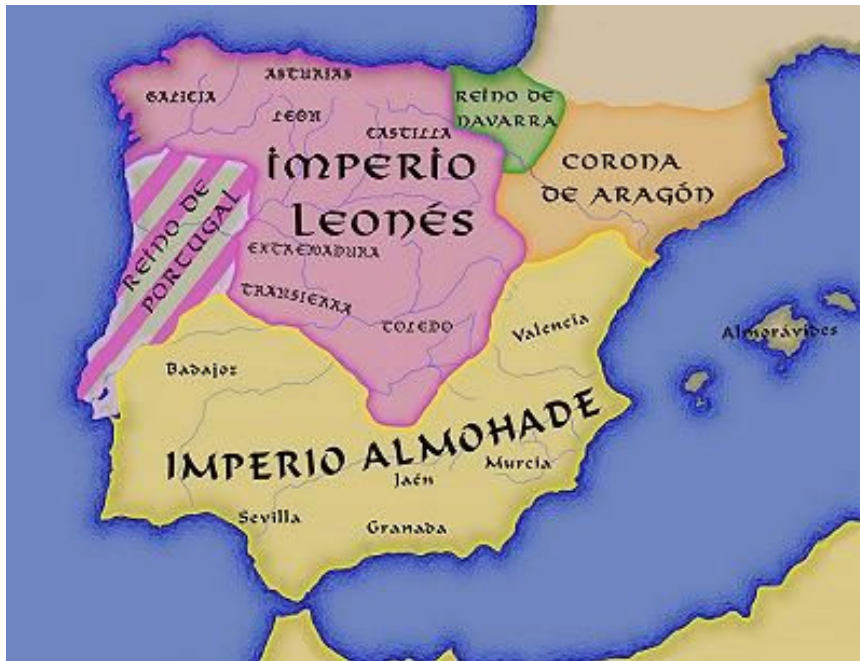 ASTURIAS
GALICIA
LEÓN
CASTILLA
REINO DE
NAVARRA
IMPERIO
LEONÉS
CORONA
DE ARAGÓN
REINO DE
PORTUGAL
EXTREMADURA
TRANSIERRA
TOLEDO
Valencia
Almorávides
Badajoz
IMPERIO ALMOHADE
Murcia
Jaén
Sevilla
Granada